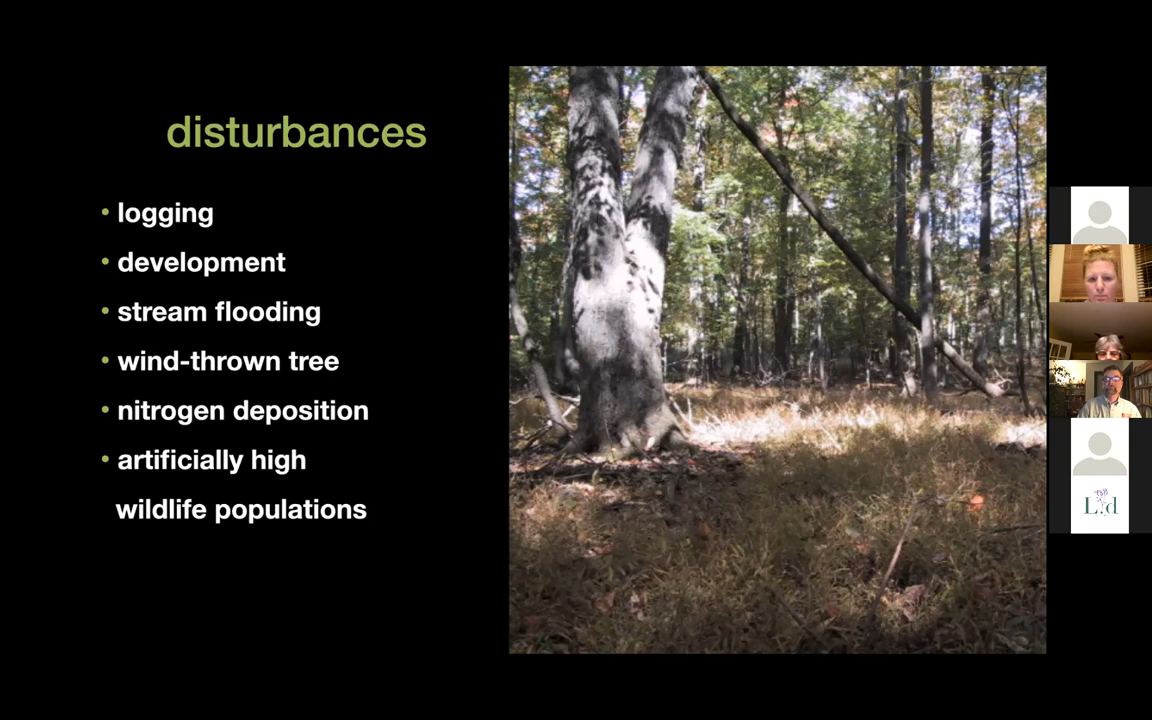 disturbances
• logging
• development
• stream flooding
• wind-thrown tree
• nitrogen deposition
• artificially high
wildlife populations